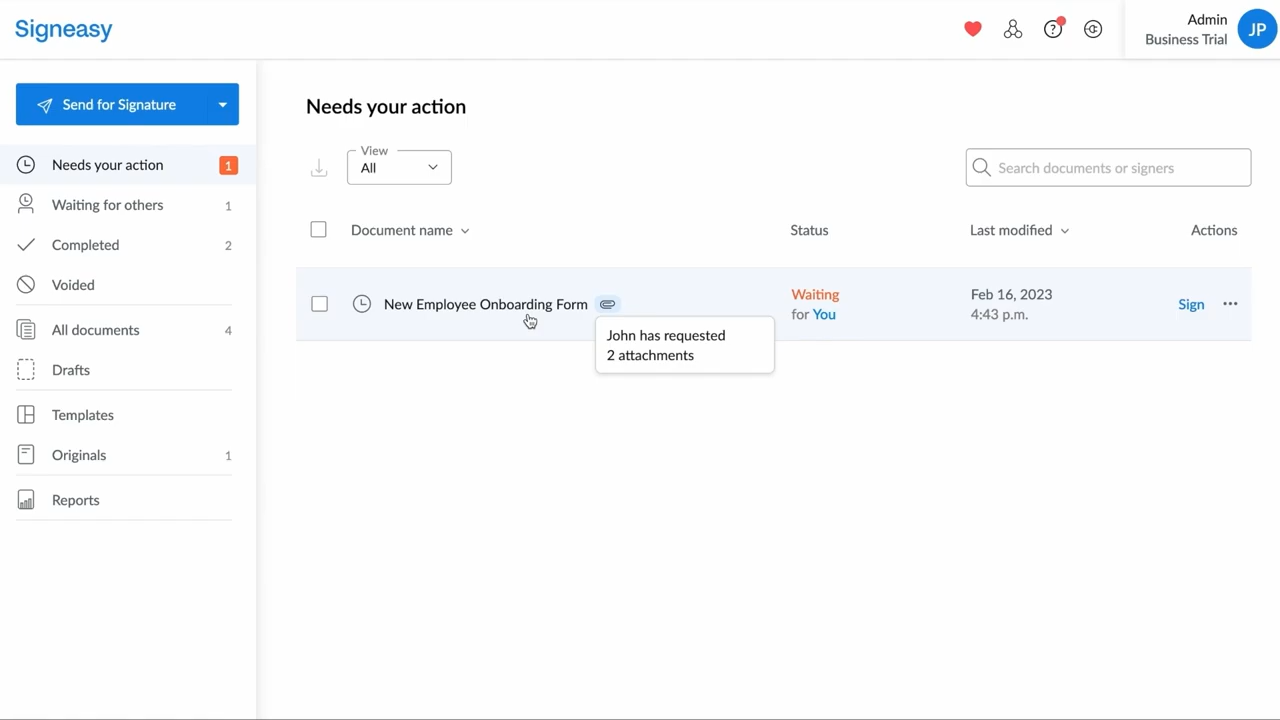 Signeasy
Admin
Business Trial
JP
Send for Signature
Needs your action 1
Waiting for others 1
Completed 2
Voided
All documents 4
Drafts
Templates
Originals 1
Reports
Needs your action
View
All
Search documents or signers
Document name Status Last modified Actions
New Employee Onboarding Form
Waiting
for You
Feb 16, 2023
4:43 p.m.
Sign
John has requested
2 attachments